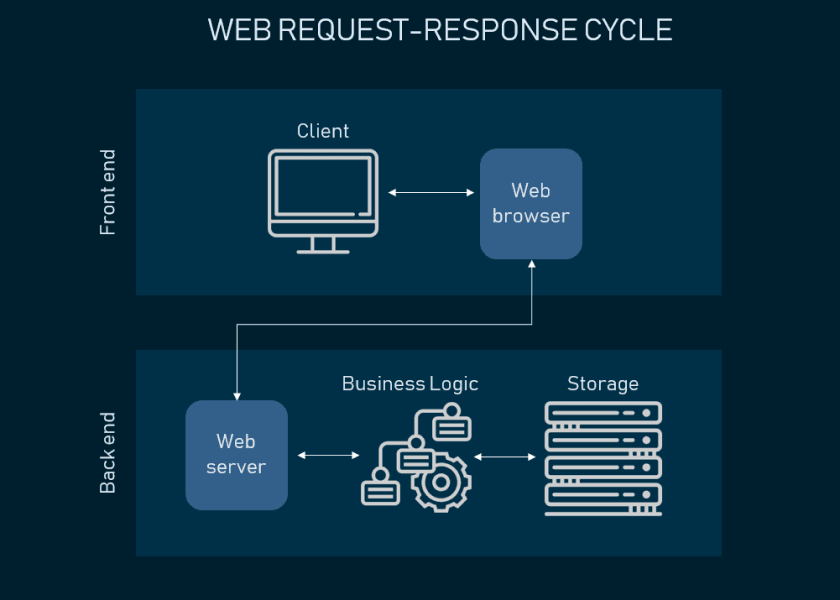 WEB REQUEST-RESPONSE CYCLE
Front end
Client
Web
browser
Back end
Web
server
Business Logic
Storage